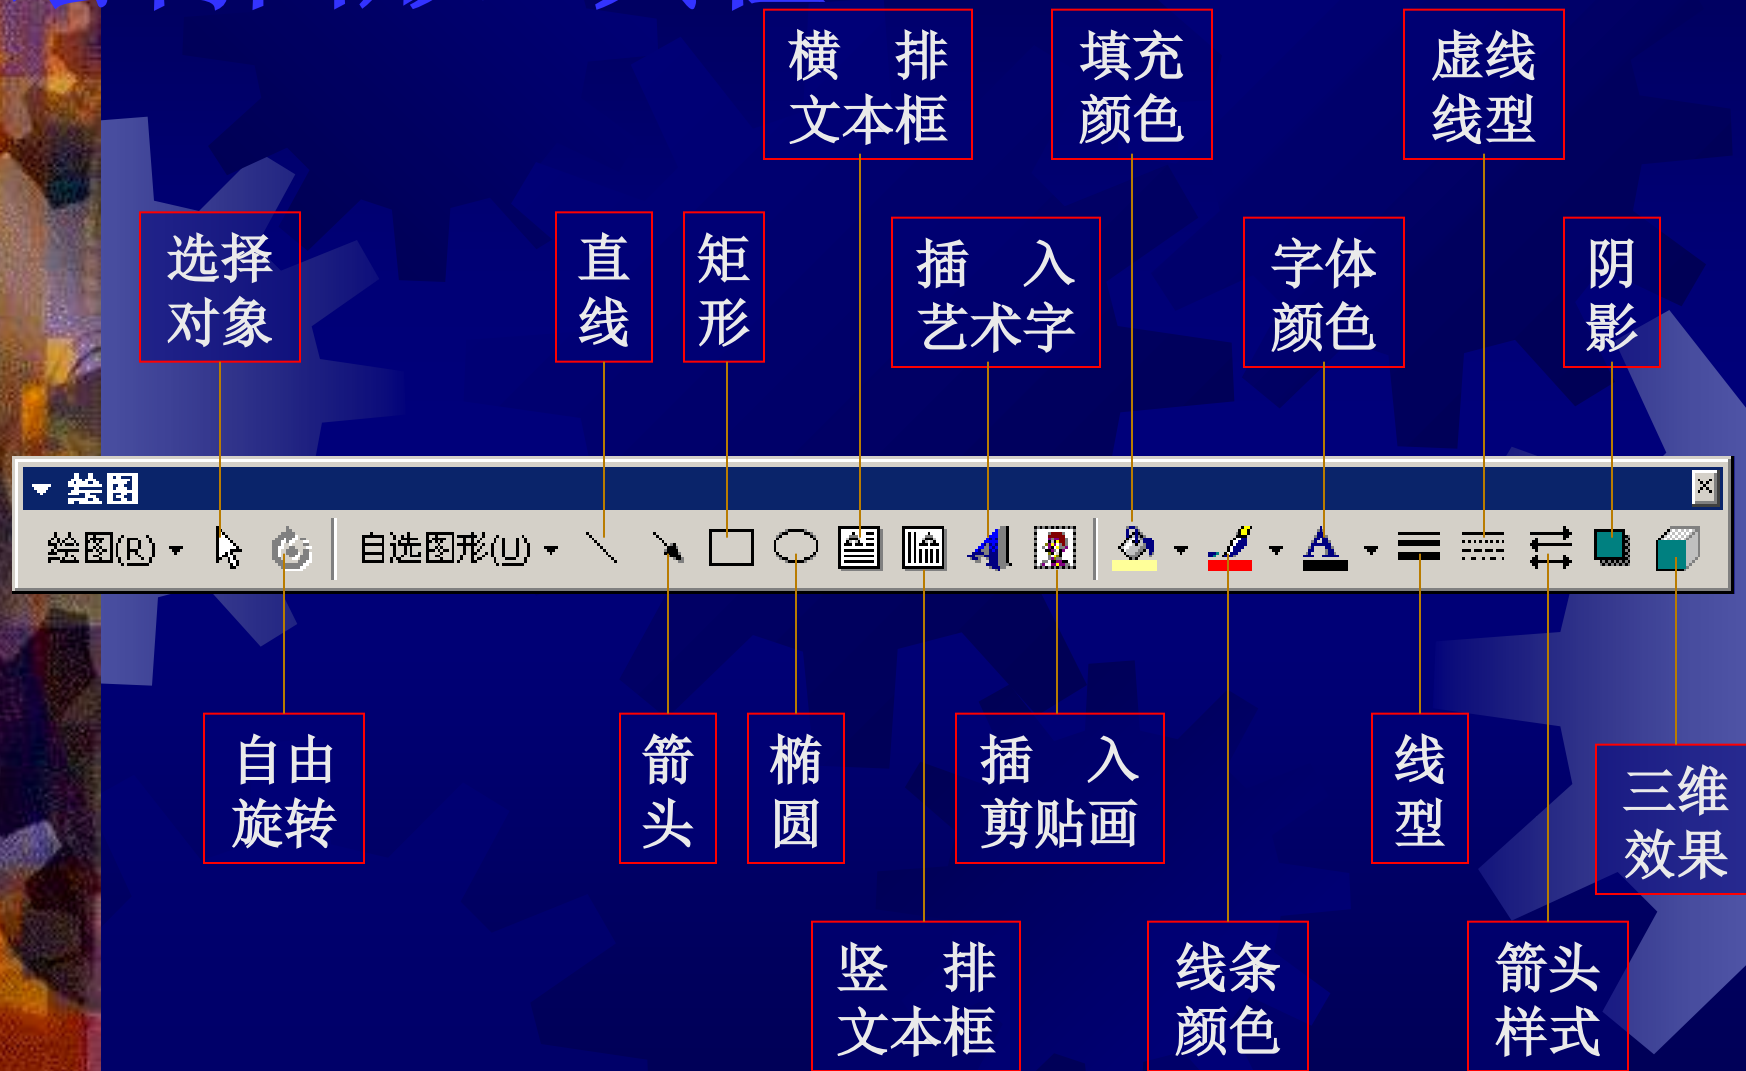 横 排
文本框
填充
颜色
虚线
线型
选择
对象
直
线
矩
形
插 入
艺术字
字体
颜色
阴
影
绘图
绘图(R)
自选图形(U)
自由
旋转
箭
头
椭
圆
插 入
剪贴画
线
型
三维
效果
竖 排
文本框
线条
颜色
箭头
样式